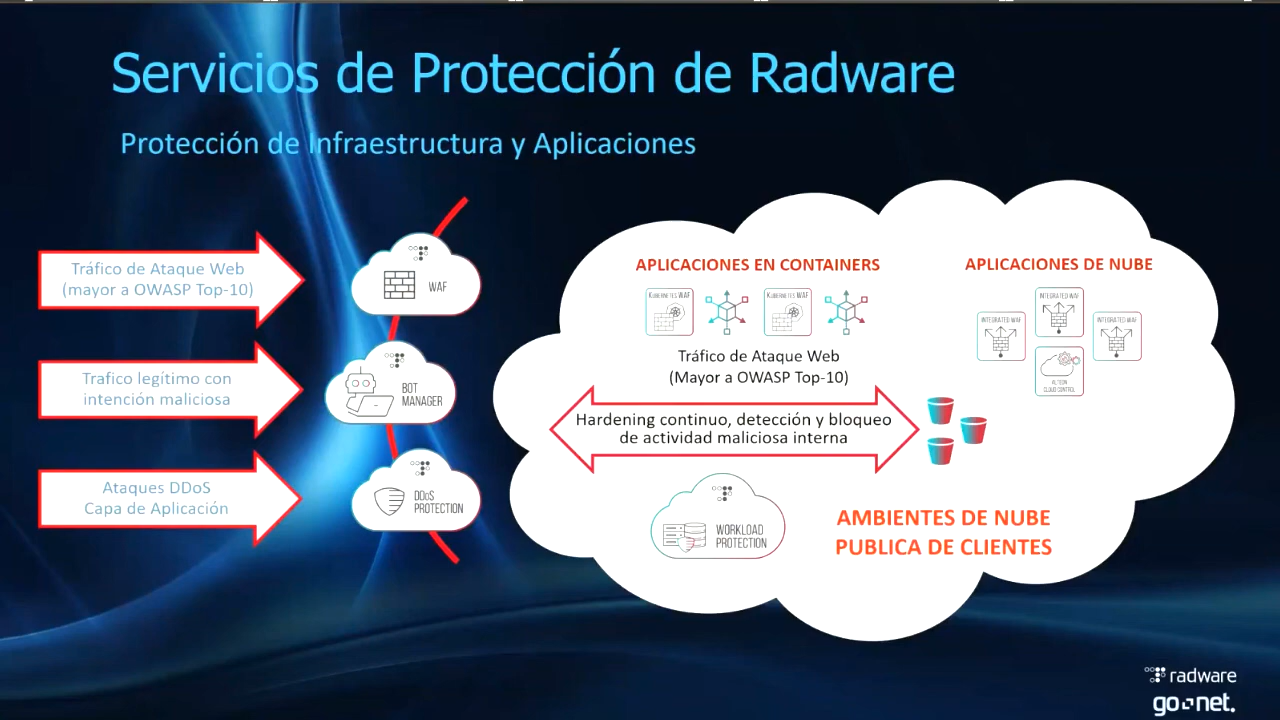 Servicios de Protección de Radware
Protección de Infraestructura y Aplicaciones
Tráfico de Ataque Web
(mayor a OWASP Top-10)
WAF
Trafico legítimo con
intención maliciosa
BOT
MANAGER
Ataques DDoS
Capa de Aplicación
DDoS
PROTECTION
APLICACIONES EN CONTAINERS
KUBERNETES WAF
KUBERNETES WAF
Tráfico de Ataque Web
(Mayor a OWASP Top-10)
APLICACIONES DE NUBE
INTEGRATED WAF
INTEGRATED WAF
INTEGRATED WAF
ALTEON
CLOUD CONTROL
Hardening continuo, detección y bloqueo
de actividad maliciosa interna
WORKLOAD
PROTECTION
AMBIENTES DE NUBE
PUBLICA DE CLIENTES
radware
go net.